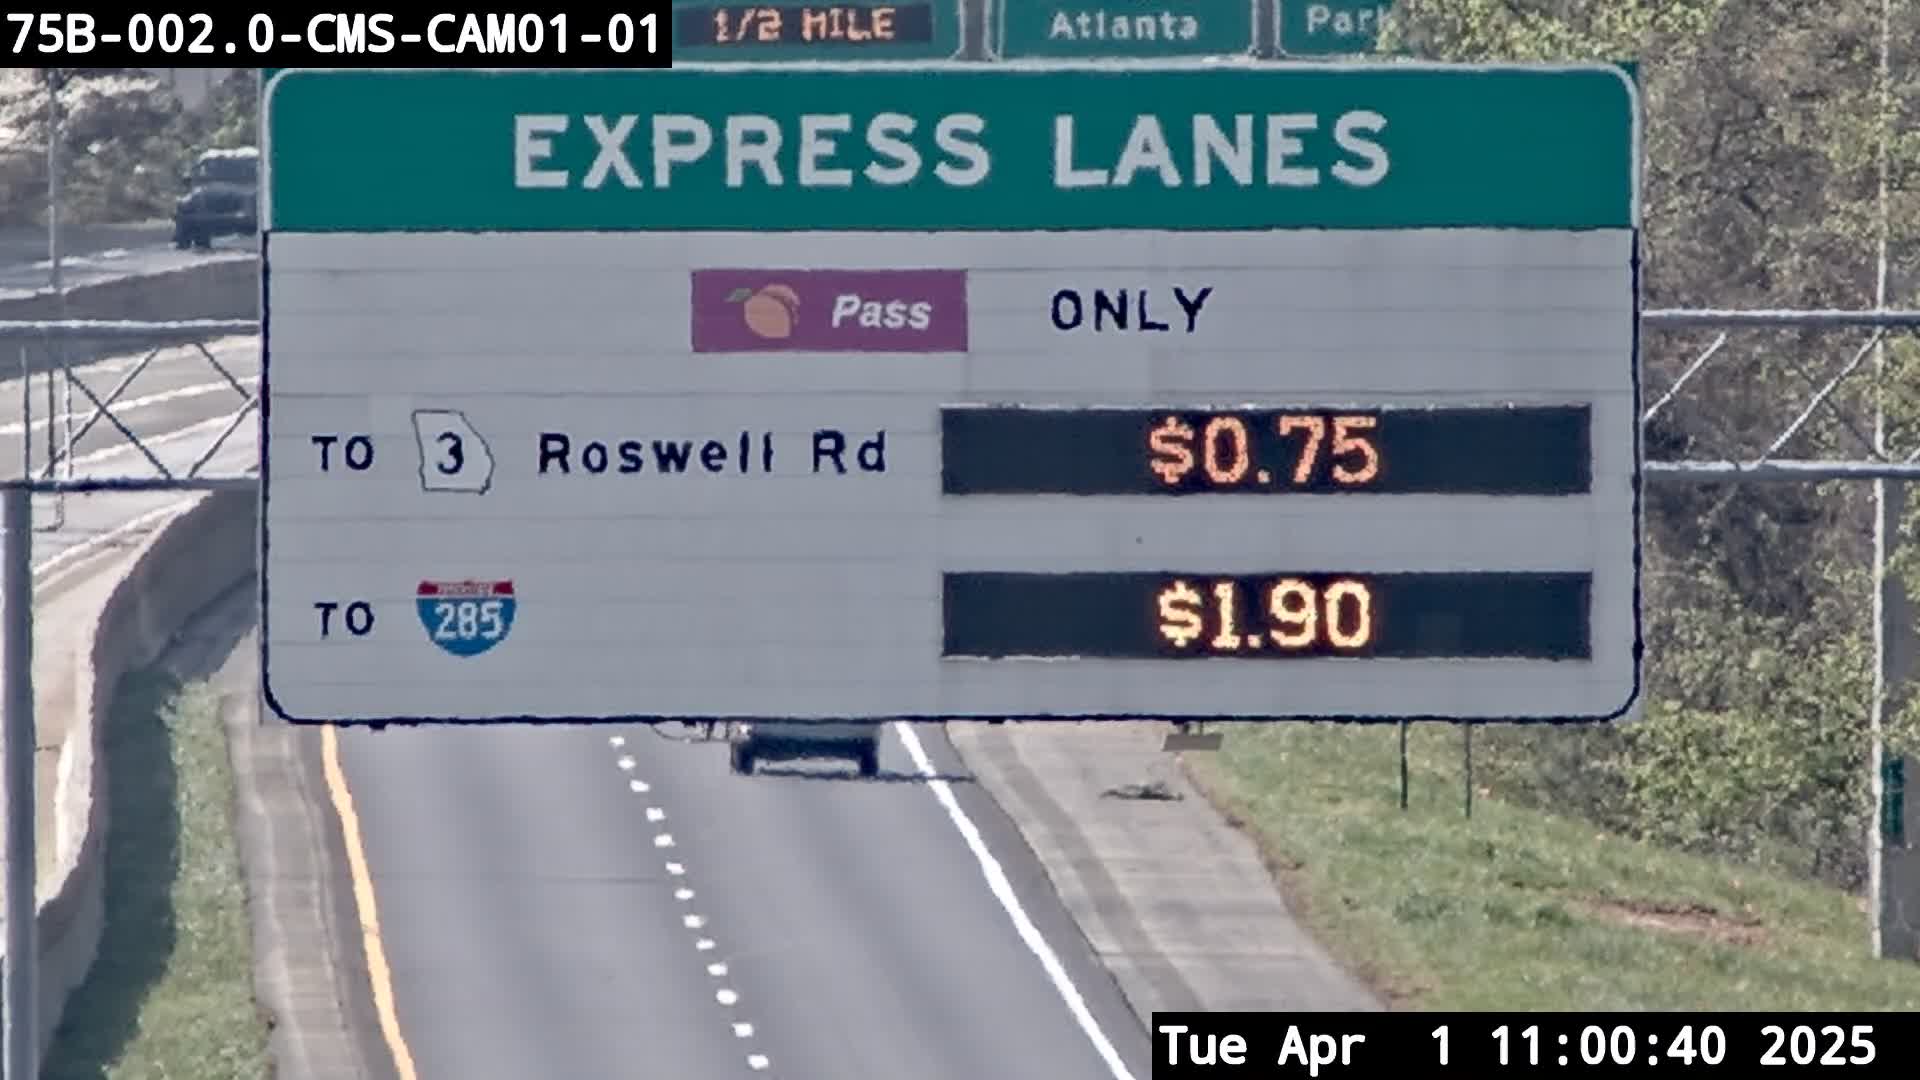 75B-002.0-CMS-CAM01-01
1/2 MILE
Atlanta
Park
EXPRESS LANES
Pass ONLY
TO 3 Roswell Rd $0.75
TO 285 $1.90
Tue Apr 1 11:00:40 2025